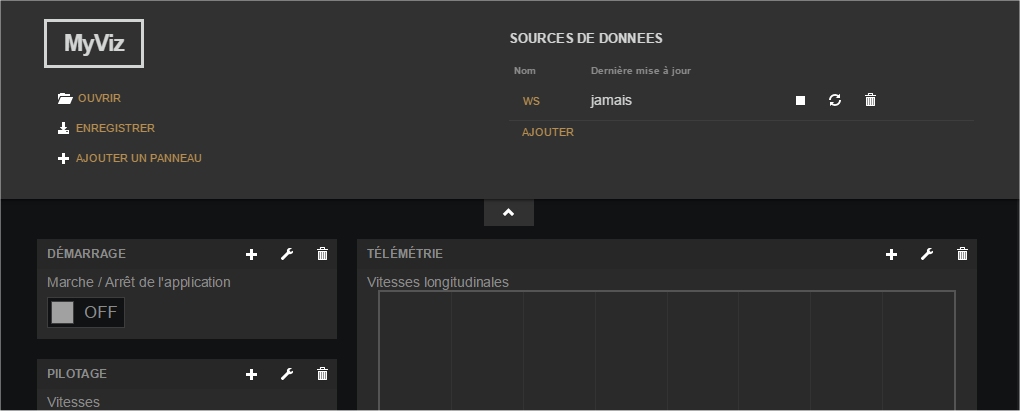 MyViz
OUVRIR
ENREGISTRER
AJOUTER UN PANNEAU
SOURCES DE DONNEES
Nom Dernière mise à jour
WS jamais
AJOUTER
DÉMARRAGE
Marche / Arrêt de l'application
OFF
PILOTAGE
Vitesses
TÉLÉMÉTRIE
Vitesses longitudinales